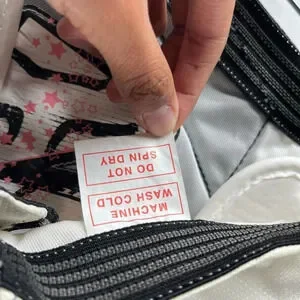 MACHINE
WASH COLD
DO NOT
SPIN DRY